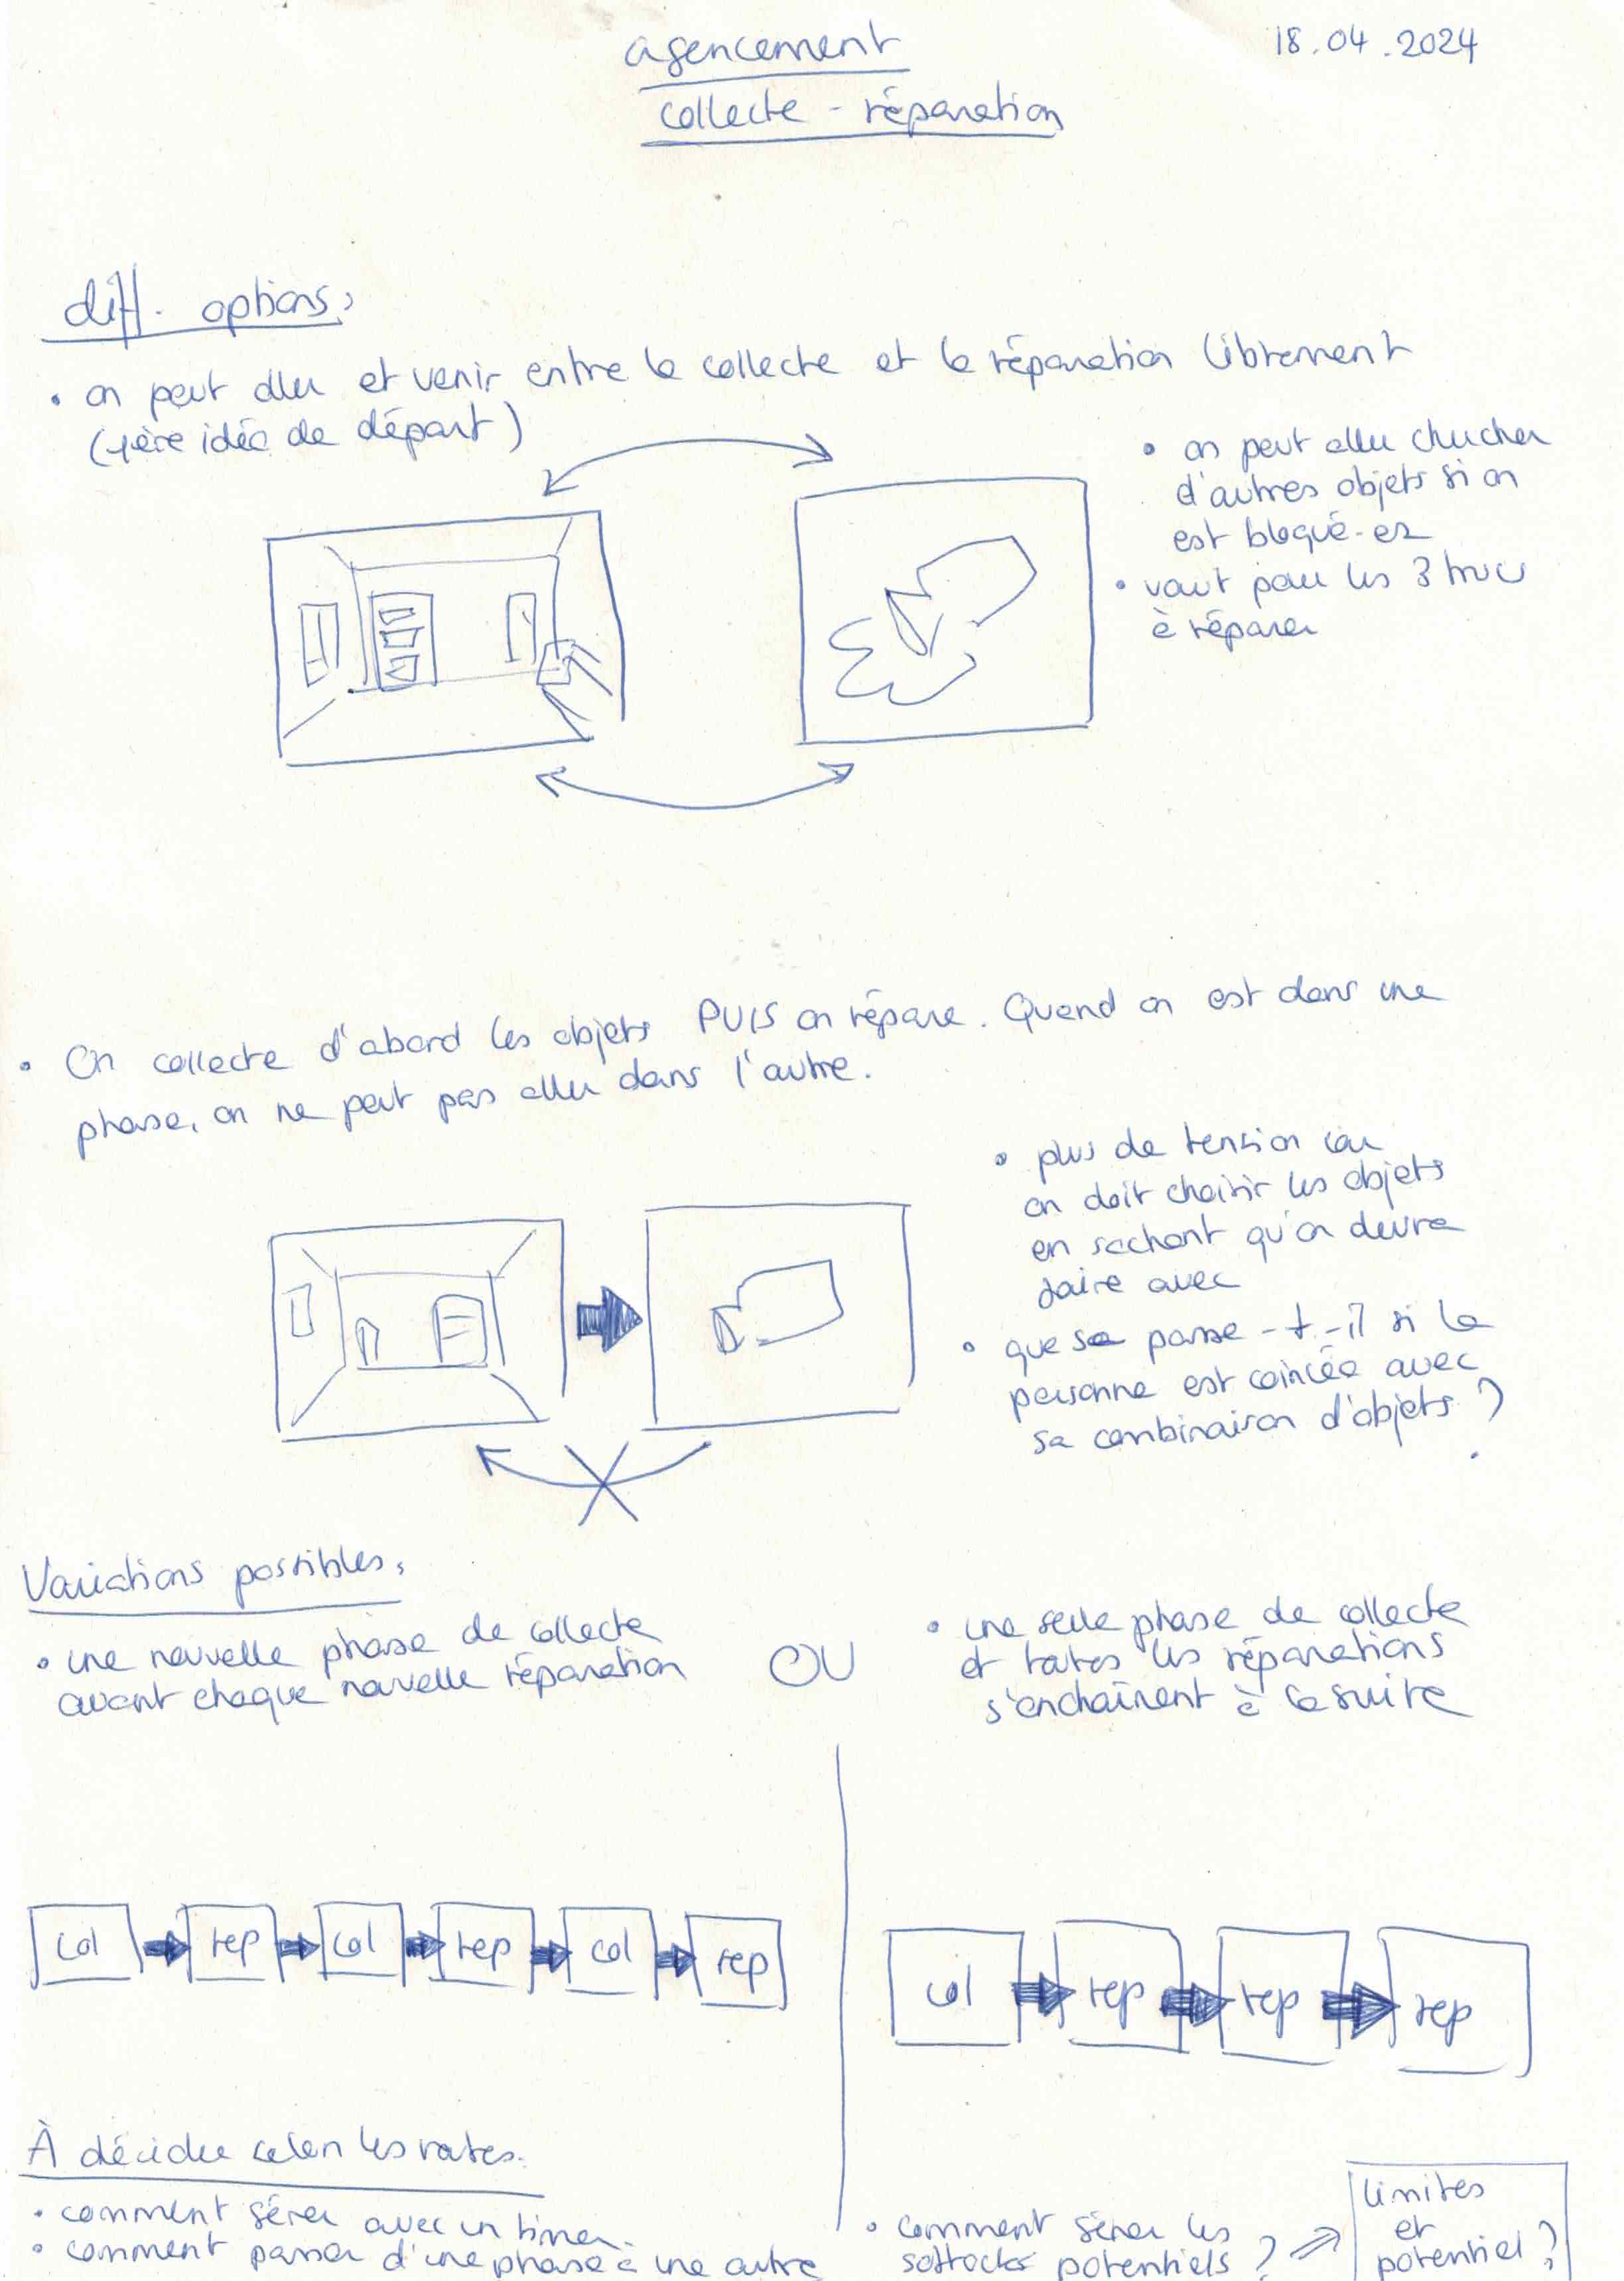 agencement
18.04.2024
collecte - réparation
diff. options:
• on peut aller et venir entre la collecte et la réparation librement
(1ère idée de départ)
• on peut aller chercher
d'autres objets si on
est bloqué-ex
• vaut pour les 3 trucs
à réparer
• On collecte d'abord les objets PUIS on répare. Quand on est dans une
phase, on ne peut pas aller dans l'autre.
• plus de tension car
on doit choisir les objets
en sachant qu'on devra
faire avec
• que se passe-t-il si la
personne est coincée avec
sa combinaison d'objets ?
Variations possibles:
• une nouvelle phase de collecte
avant chaque nouvelle réparation
OU
• une seule phase de collecte
et toutes les réparations
s'enchaînent à la suite
col rep col rep col rep
col rep rep rep
À décider selon les
• comment gérer avec un timer
• comment passer d'une phase à une autre
• comment gérer les
softlocks potentiels ?
limites
et
potentiel ?